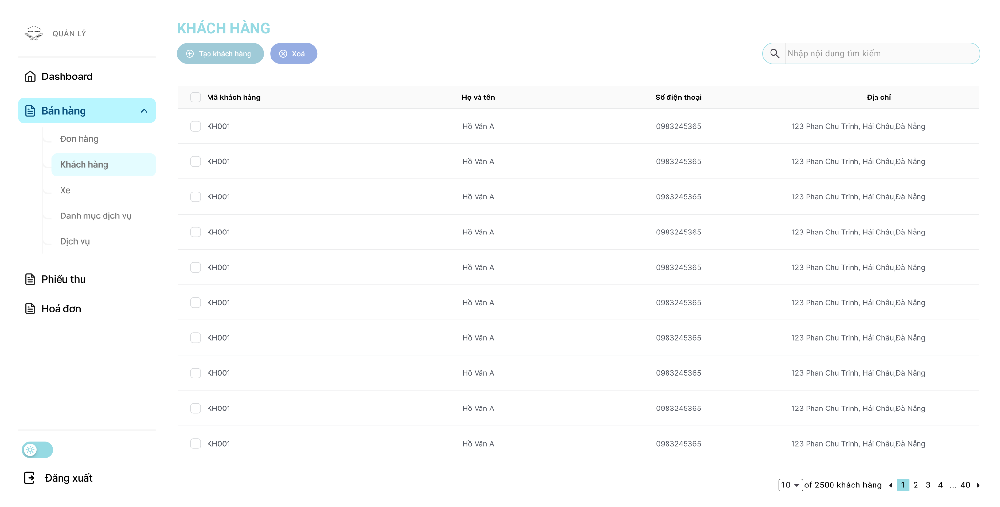 QUẢN LÝ
Dashboard
Bán hàng
Đơn hàng
Khách hàng
Xe
Danh mục dịch vụ
Dịch vụ
Phiếu thu
Hoá đơn
Đăng xuất
KHÁCH HÀNG
Tạo khách hàng Xoá
Nhập nội dung tìm kiếm
Mã khách hàng Họ và tên Số điện thoại Địa chỉ
KH001 Hồ Văn A 0983245365 123 Phan Chu Trinh, Hải Châu,Đà Nẵng
KH001 Hồ Văn A 0983245365 123 Phan Chu Trinh, Hải Châu,Đà Nẵng
KH001 Hồ Văn A 0983245365 123 Phan Chu Trinh, Hải Châu,Đà Nẵng
KH001 Hồ Văn A 0983245365 123 Phan Chu Trinh, Hải Châu,Đà Nẵng
KH001 Hồ Văn A 0983245365 123 Phan Chu Trinh, Hải Châu,Đà Nẵng
KH001 Hồ Văn A 0983245365 123 Phan Chu Trinh, Hải Châu,Đà Nẵng
KH001 Hồ Văn A 0983245365 123 Phan Chu Trinh, Hải Châu,Đà Nẵng
KH001 Hồ Văn A 0983245365 123 Phan Chu Trinh, Hải Châu,Đà Nẵng
KH001 Hồ Văn A 0983245365 123 Phan Chu Trinh, Hải Châu,Đà Nẵng
KH001 Hồ Văn A 0983245365 123 Phan Chu Trinh, Hải Châu,Đà Nẵng
10 of 2500 khách hàng 1 2 3 4 ... 40